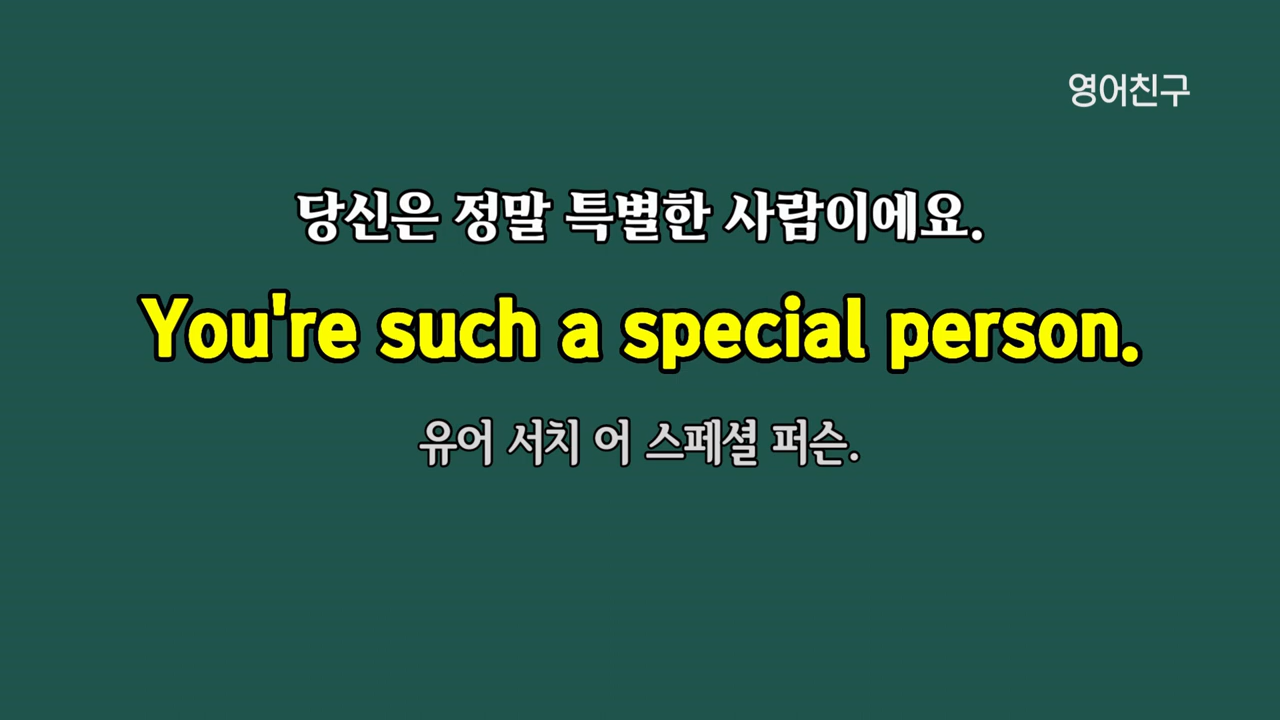 영어친구
당신은 정말 특별한 사람이에요.
You're such a special person.
유어 서치 어 스페셜 퍼슨.